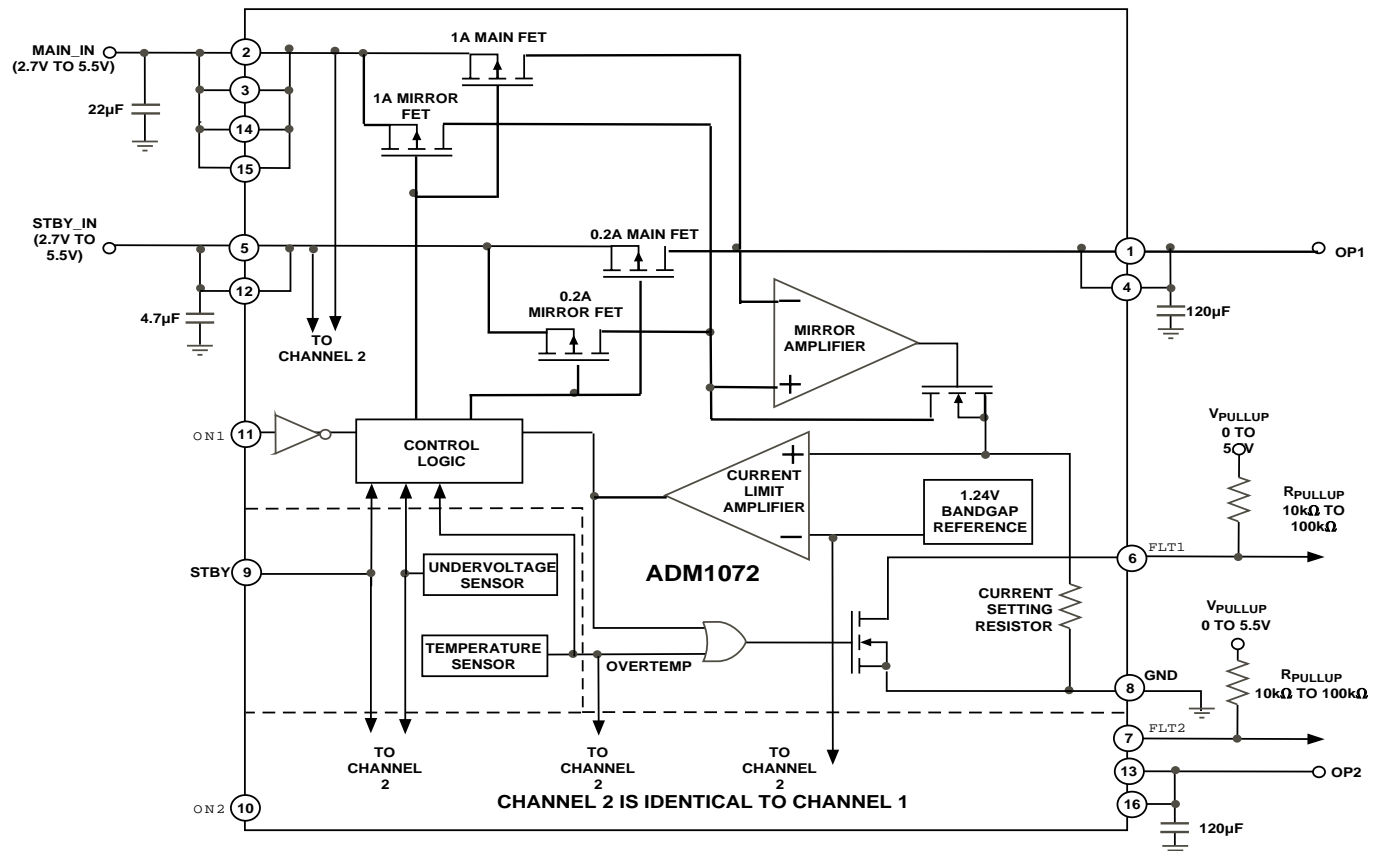 1A MAIN FET
MAIN_IN
(2.7V TO 5.5V)
2
3
14
15
22µF
1A MIRROR
FET
STBY_IN
(2.7V TO
5.5V)
5
12
4.7µF
TO
CHANNEL 2
0.2A MAIN FET
0.2A
MIRROR FET
1
4
OP1
120µF
–
MIRROR
AMPLIFIER
+
ON1
11
CONTROL
LOGIC
+
CURRENT
LIMIT
AMPLIFIER
–
1.24V
BANDGAP
REFERENCE
VPULLUP
0 TO
5.5V
RPULLUP
10kΩ TO
100kΩ
6
FLT1
STBY
9
UNDERVOLTAGE
SENSOR
ADM1072
CURRENT
SETTING
RESISTOR
VPULLUP
0 TO 5.5V
TEMPERATURE
SENSOR
OVERTEMP
8
GND
RPULLUP
10kΩ TO 100kΩ
7
FLT2
TO
CHANNEL
2
TO
CHANNEL
2
TO
CHANNEL
2
13
OP2
16
120µF
ON2
10
CHANNEL 2 IS IDENTICAL TO CHANNEL 1